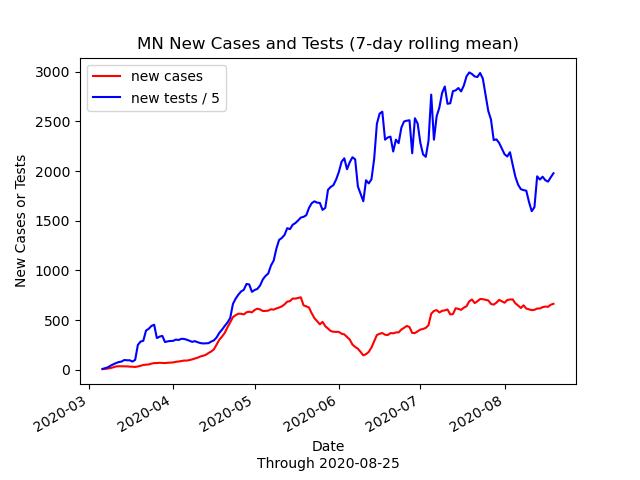 MN New Cases and Tests (7-day rolling mean)
new cases
new tests / 5
3000
2500
2000
1500
1000
500
0
New Cases or Tests
2020-03
2020-04
2020-05
2020-06
2020-07
2020-08
Date
Through 2020-08-25